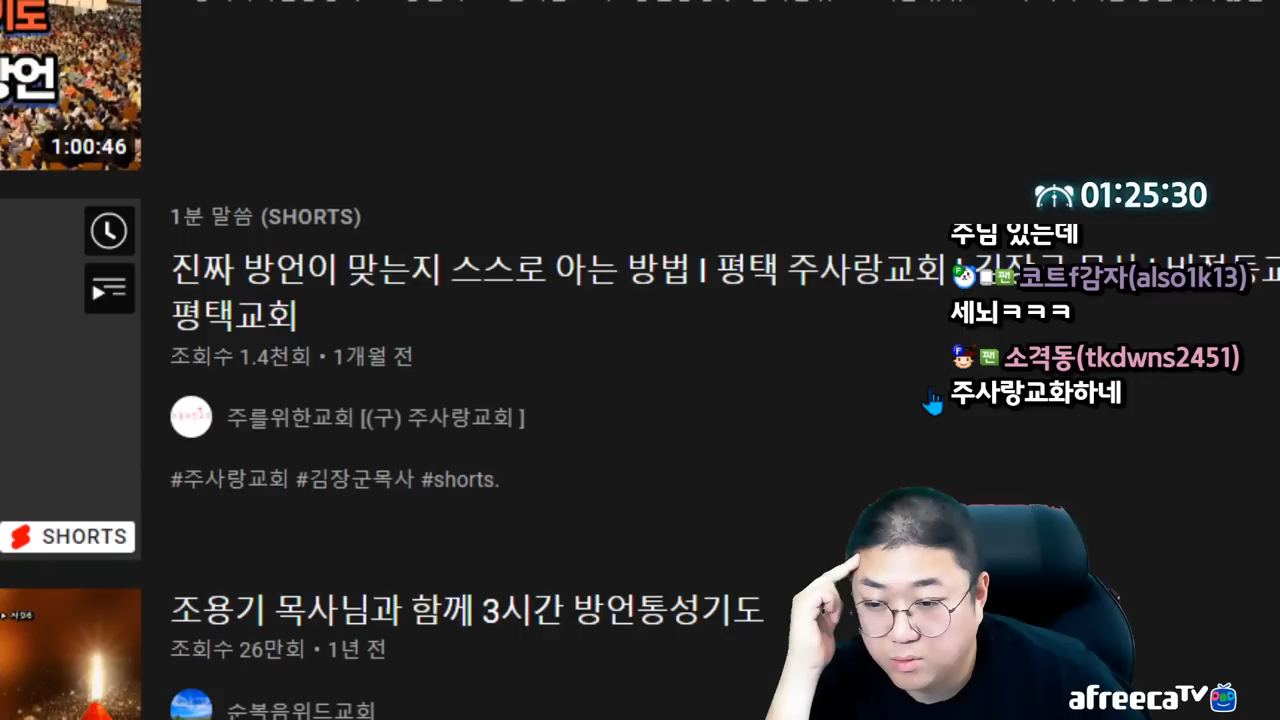 기도
방언
1:00:46
1분 말씀 (SHORTS)
진짜 방언이 맞는지 스스로 아는 방법 I 평택 주사랑교회
평택교회
조회수 1.4천회 • 1개월 전
주를위한교회 [(구) 주사랑교회 ]
#주사랑교회 #김장군목사 #shorts.
SHORTS
조용기 목사님과 함께 3시간 방언통성기도
조회수 26만회 • 1년 전
순복음위드교회
01:25:30
주님 있는데
코트f감자(also1k13)
세뇌ㅋㅋㅋ
소격동(tkdwns2451)
주사랑교화하네
afreecaTV